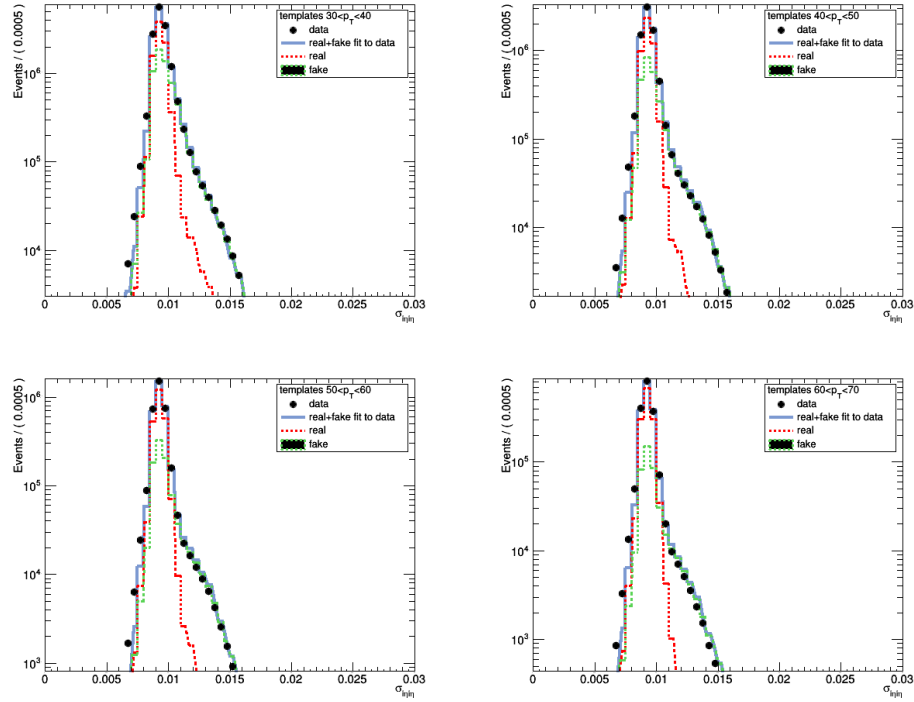 Events / ( 0.0005 )
templates 30<p_T<40
data
real+fake fit to data
real
fake
10^6
10^5
10^4
0 0.005 0.01 0.015 0.02 0.025 0.03
σ_iηiη
Events / ( 0.0005 )
templates 40<p_T<50
data
real+fake fit to data
real
fake
10^6
10^5
10^4
0 0.005 0.01 0.015 0.02 0.025 0.03
σ_iηiη
Events / ( 0.0005 )
templates 50<p_T<60
data
real+fake fit to data
real
fake
10^6
10^5
10^4
10^3
0 0.005 0.01 0.015 0.02 0.025 0.03
σ_iηiη
Events / ( 0.0005 )
templates 60<p_T<70
data
real+fake fit to data
real
fake
10^5
10^4
10^3
0 0.005 0.01 0.015 0.02 0.025 0.03
σ_iηiη